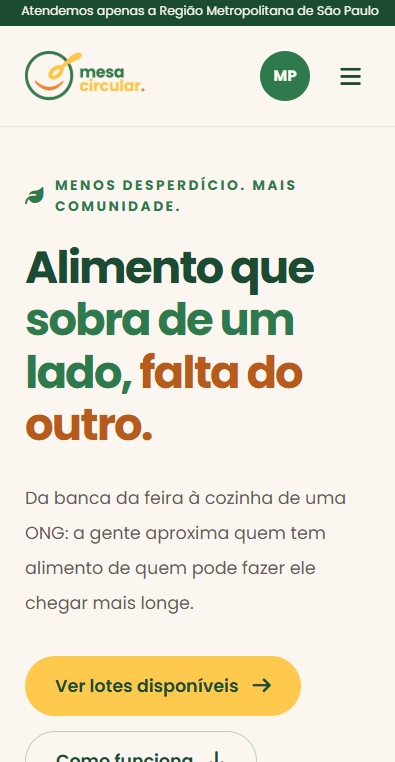 Atendemos apenas a Região Metropolitana de São Paulo
mesa
circular.
MP
MENOS DESPERDÍCIO. MAIS
COMUNIDADE.
Alimento que
sobra de um
lado, falta do
outro.
Da banca da feira à cozinha de uma
ONG: a gente aproxima quem tem
alimento de quem pode fazer ele
chegar mais longe.
Ver lotes disponíveis →
Como funciona ↓